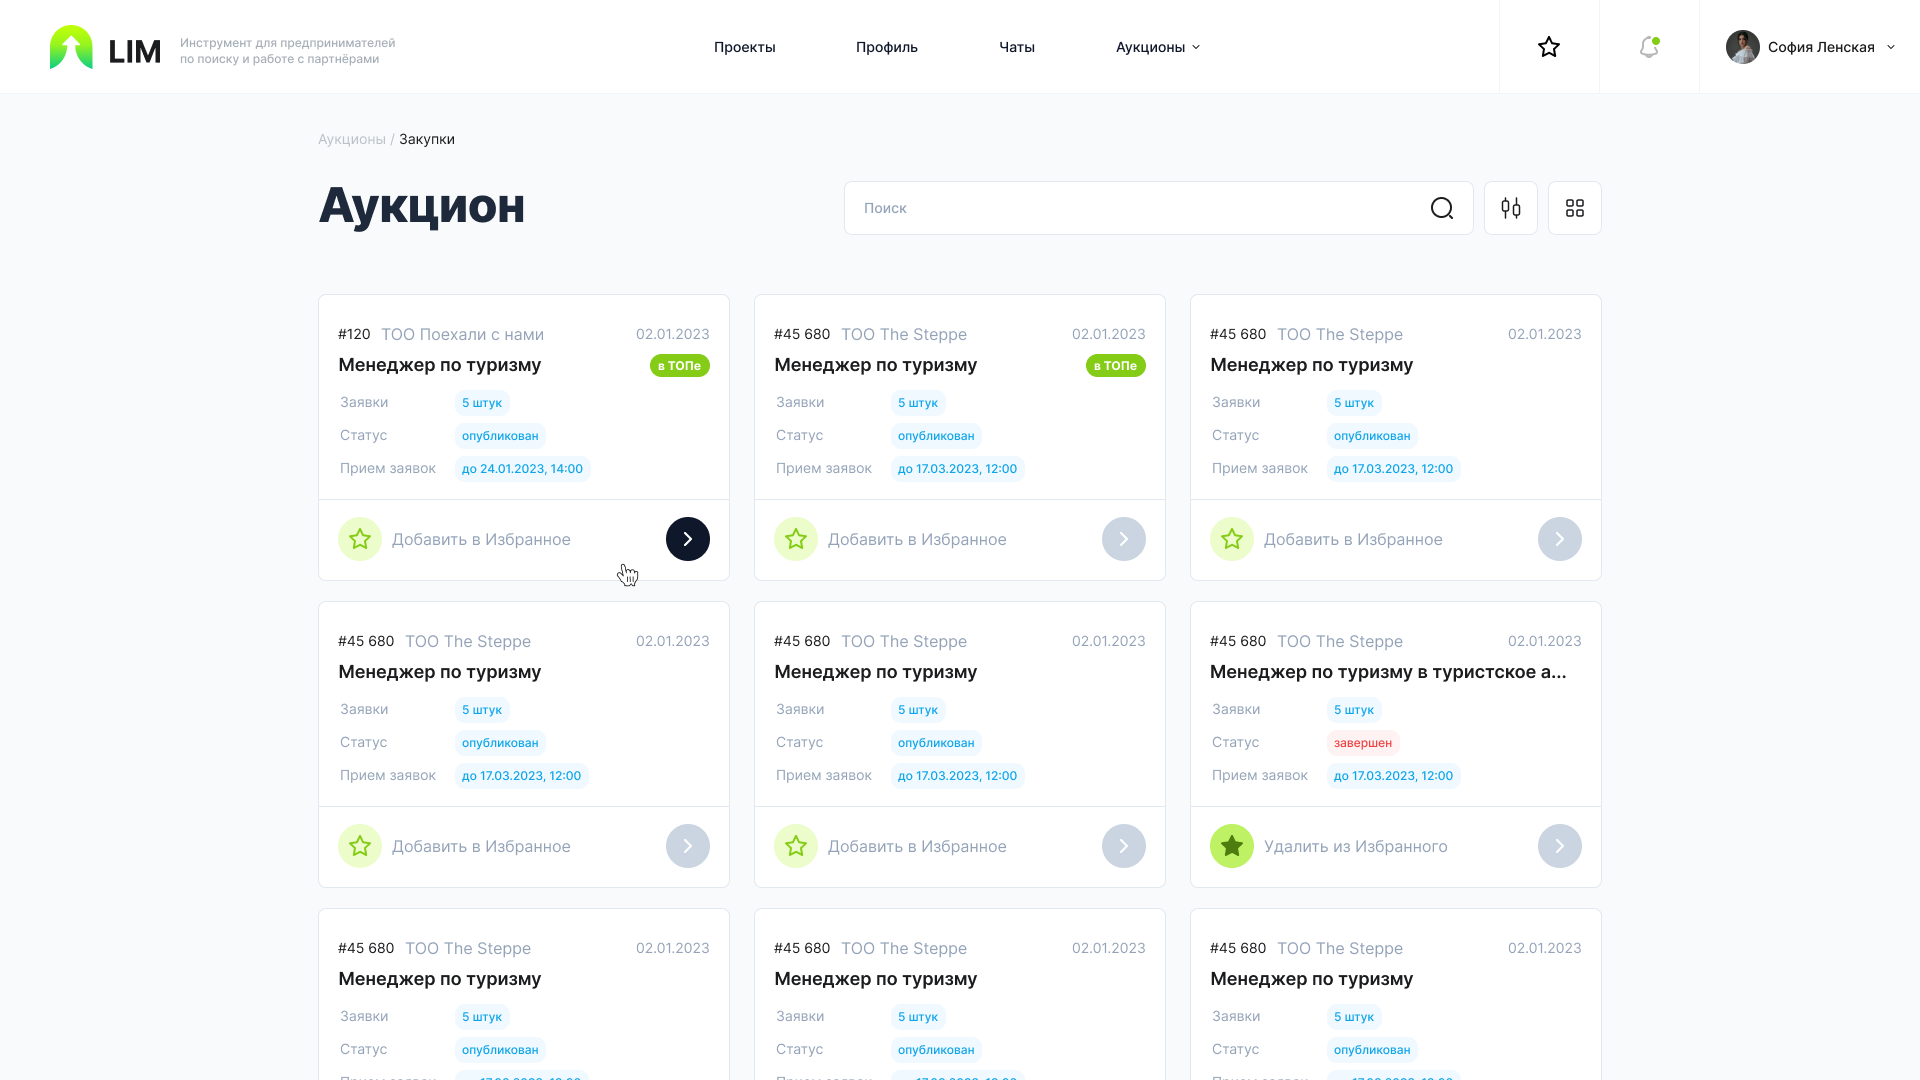 LIM
Инструмент для предпринимателей
по поиску и работе с партнёрами
Проекты
Профиль
Чаты
Аукционы
София Ленская
Аукционы / Закупки
Аукцион
Поиск
#120 ТОО Поехали с нами 02.01.2023
Менеджер по туризму в ТОПе
Заявки 5 штук
Статус опубликован
Прием заявок до 24.01.2023, 14:00
Добавить в Избранное
#45 680 ТОО The Steppe 02.01.2023
Менеджер по туризму в ТОПе
Заявки 5 штук
Статус опубликован
Прием заявок до 17.03.2023, 12:00
Добавить в Избранное
#45 680 ТОО The Steppe 02.01.2023
Менеджер по туризму
Заявки 5 штук
Статус опубликован
Прием заявок до 17.03.2023, 12:00
Добавить в Избранное
#45 680 ТОО The Steppe 02.01.2023
Менеджер по туризму
Заявки 5 штук
Статус опубликован
Прием заявок до 17.03.2023, 12:00
Добавить в Избранное
#45 680 ТОО The Steppe 02.01.2023
Менеджер по туризму
Заявки 5 штук
Статус опубликован
Прием заявок до 17.03.2023, 12:00
Добавить в Избранное
#45 680 ТОО The Steppe 02.01.2023
Менеджер по туризму в туристское а...
Заявки 5 штук
Статус завершен
Прием заявок до 17.03.2023, 12:00
Удалить из Избранного
#45 680 ТОО The Steppe 02.01.2023
Менеджер по туризму
Заявки 5 штук
Статус опубликован
#45 680 ТОО The Steppe 02.01.2023
Менеджер по туризму
Заявки 5 штук
Статус опубликован
#45 680 ТОО The Steppe 02.01.2023
Менеджер по туризму
Заявки 5 штук
Статус опубликован